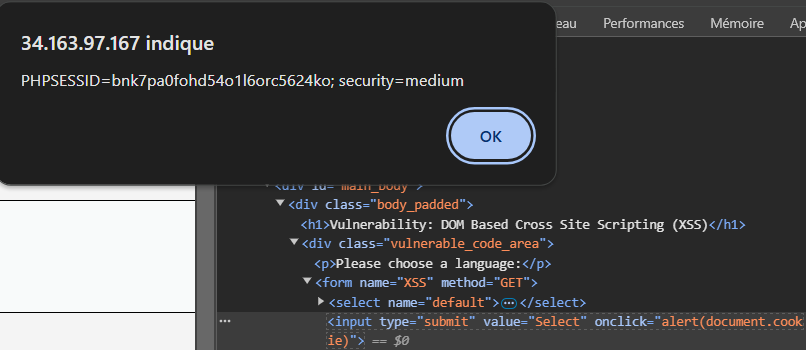 34.163.97.167 indique
PHPSESSID=bnk7pa0fohd54o1l6orc5624ko; security=medium
OK
eau Performances Mémoire Ap
<div id="main_body">
▼<div class="body_padded">
<h1>Vulnerability: DOM Based Cross Site Scripting (XSS)</h1>
▼<div class="vulnerable_code_area">
<p>Please choose a language:</p>
▼<form name="XSS" method="GET">
▶<select name="default">⋯</select>
⋯ <input type="submit" value="Select" onclick="alert(document.cook
ie)"> == $0